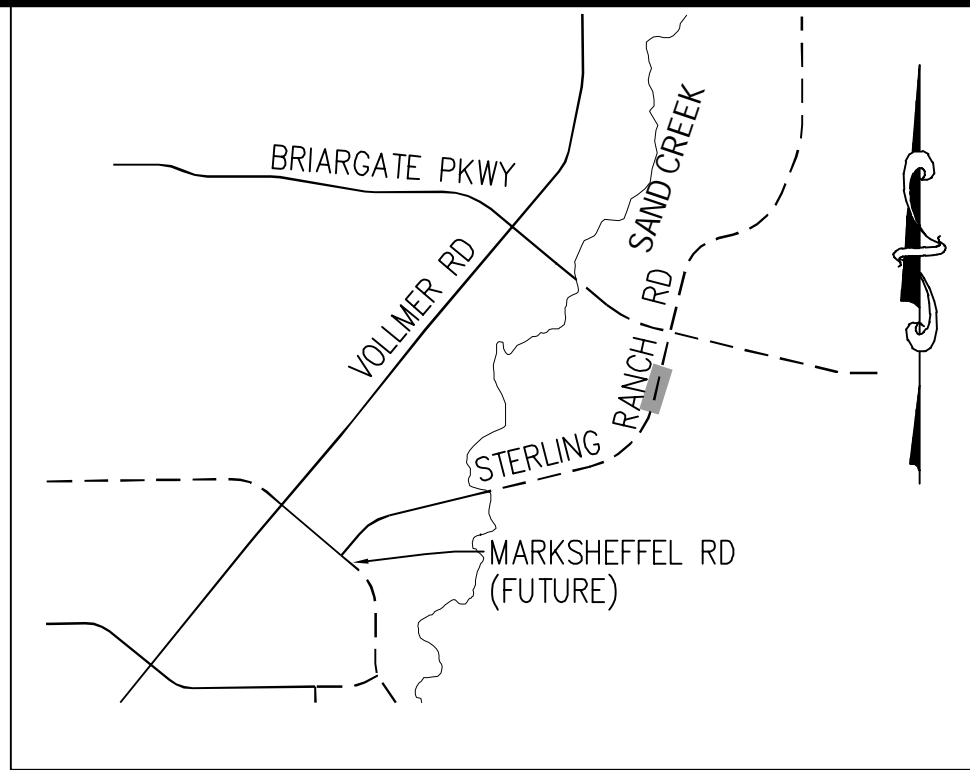 BRIARGATE PKWY
SAND CREEK
VOLLMER RD
STERLING RANCH RD
MARKSHEFFEL RD
(FUTURE)